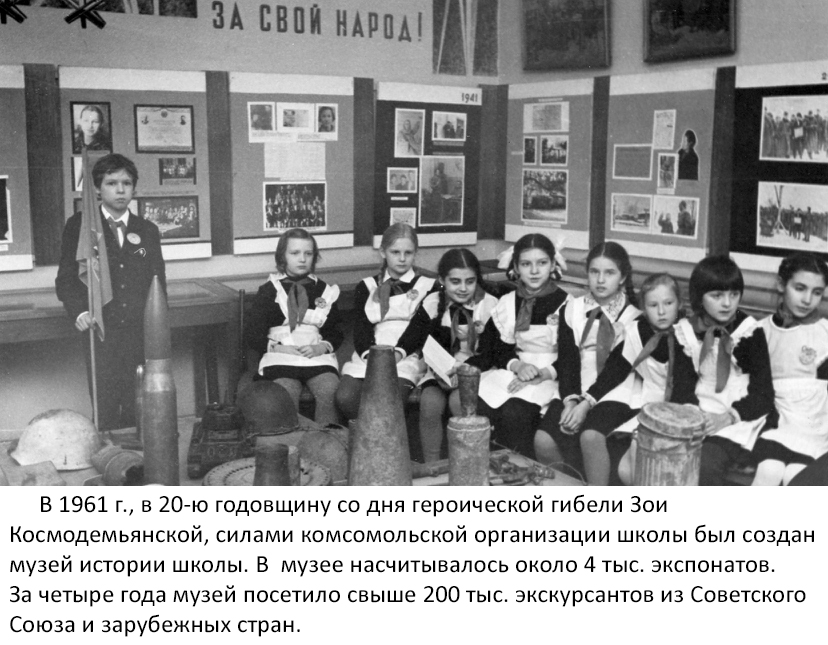 ЗА СВОЙ НАРОД!
1941
В 1961 г., в 20-ю годовщину со дня героической гибели Зои
Космодемьянской, силами комсомольской организации школы был создан
музей истории школы. В музее насчитывалось около 4 тыс. экспонатов.
За четыре года музей посетило свыше 200 тыс. экскурсантов из Советского
Союза и зарубежных стран.